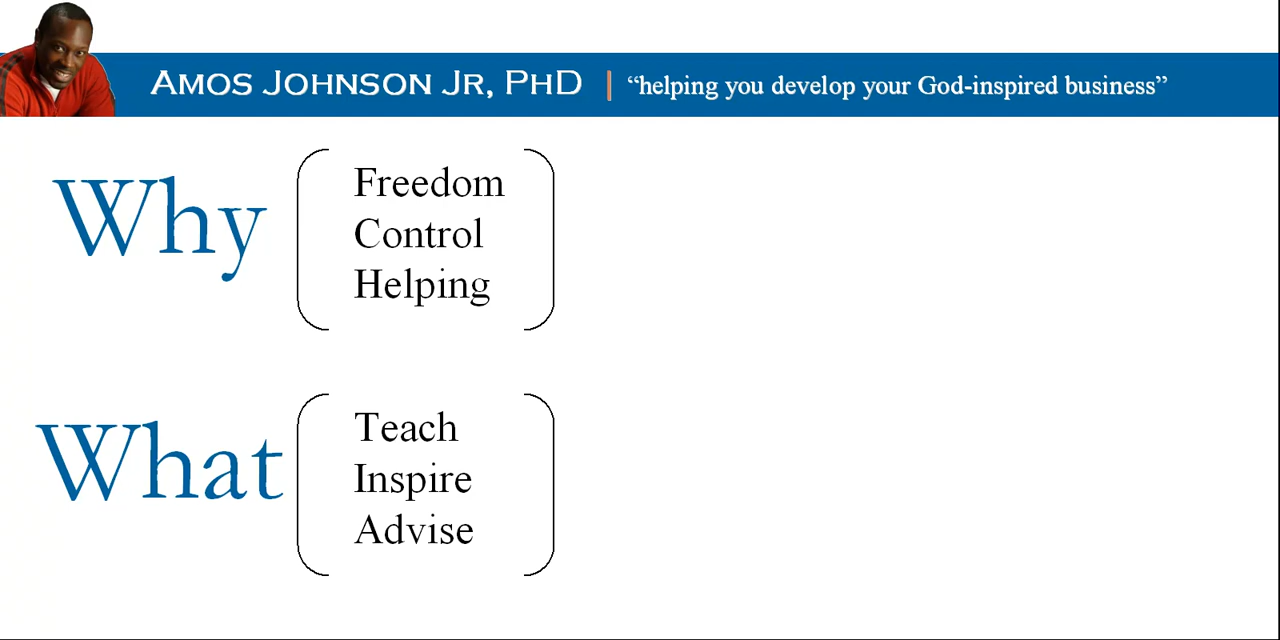 AMOS JOHNSON JR, PHD | “helping you develop your God-inspired business”
Why
Freedom
Control
Helping
What
Teach
Inspire
Advise